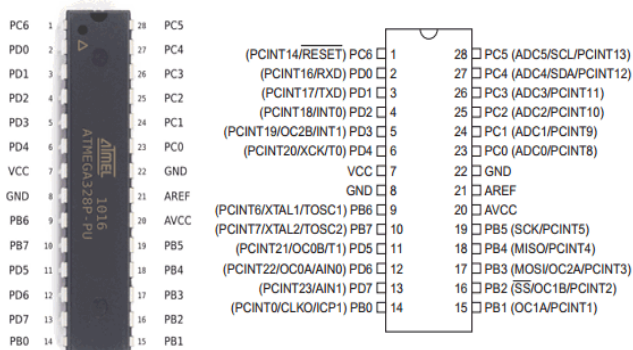 PC6 1 28 PC5
PD0 2 27 PC4
PD1 3 26 PC3
PD2 4 25 PC2
PD3 5 24 PC1
PD4 6 23 PC0
VCC 7 22 GND
GND 8 21 AREF
PB6 9 20 AVCC
PB7 10 19 PB5
PD5 11 18 PB4
PD6 12 17 PB3
PD7 13 16 PB2
PB0 14 15 PB1
ATMEL
1016
ATMEGA328P-PU
(PCINT14/RESET) PC6 1 28 PC5 (ADC5/SCL/PCINT13)
(PCINT16/RXD) PD0 2 27 PC4 (ADC4/SDA/PCINT12)
(PCINT17/TXD) PD1 3 26 PC3 (ADC3/PCINT11)
(PCINT18/INT0) PD2 4 25 PC2 (ADC2/PCINT10)
(PCINT19/OC2B/INT1) PD3 5 24 PC1 (ADC1/PCINT9)
(PCINT20/XCK/T0) PD4 6 23 PC0 (ADC0/PCINT8)
VCC 7 22 GND
GND 8 21 AREF
(PCINT6/XTAL1/TOSC1) PB6 9 20 AVCC
(PCINT7/XTAL2/TOSC2) PB7 10 19 PB5 (SCK/PCINT5)
(PCINT21/OC0B/T1) PD5 11 18 PB4 (MISO/PCINT4)
(PCINT22/OC0A/AIN0) PD6 12 17 PB3 (MOSI/OC2A/PCINT3)
(PCINT23/AIN1) PD7 13 16 PB2 (SS/OC1B/PCINT2)
(PCINT0/CLKO/ICP1) PB0 14 15 PB1 (OC1A/PCINT1)